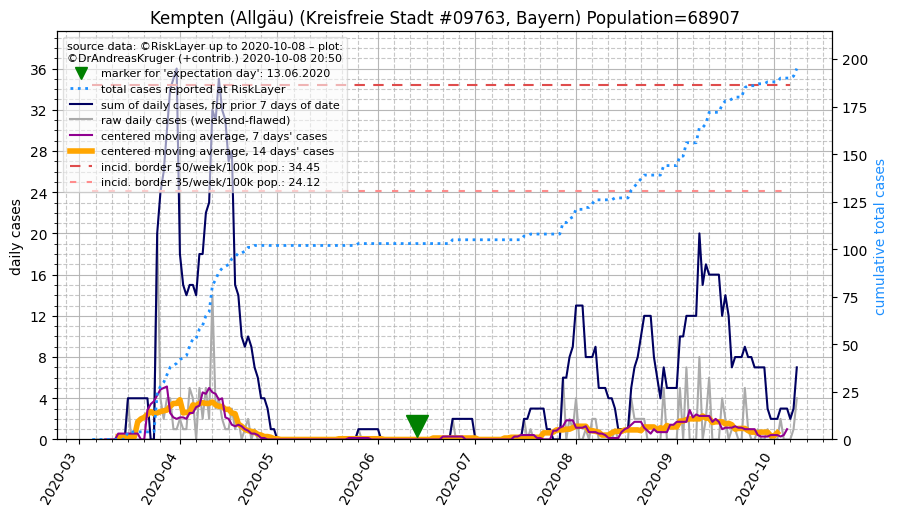 Kempten (Allgäu) (Kreisfreie Stadt #09763, Bayern) Population=68907
source data: ©RiskLayer up to 2020-10-08 – plot:
©DrAndreasKruger (+contrib.) 2020-10-08 20:50
marker for 'expectation day': 13.06.2020
total cases reported at RiskLayer
sum of daily cases, for prior 7 days of date
raw daily cases (weekend-flawed)
centered moving average, 7 days' cases
centered moving average, 14 days' cases
incid. border 50/week/100k pop.: 34.45
incid. border 35/week/100k pop.: 24.12
daily cases
36
32
28
24
20
16
12
8
4
0
cumulative total cases
200
175
150
125
100
75
50
25
0
2020-03
2020-04
2020-05
2020-06
2020-07
2020-08
2020-09
2020-10